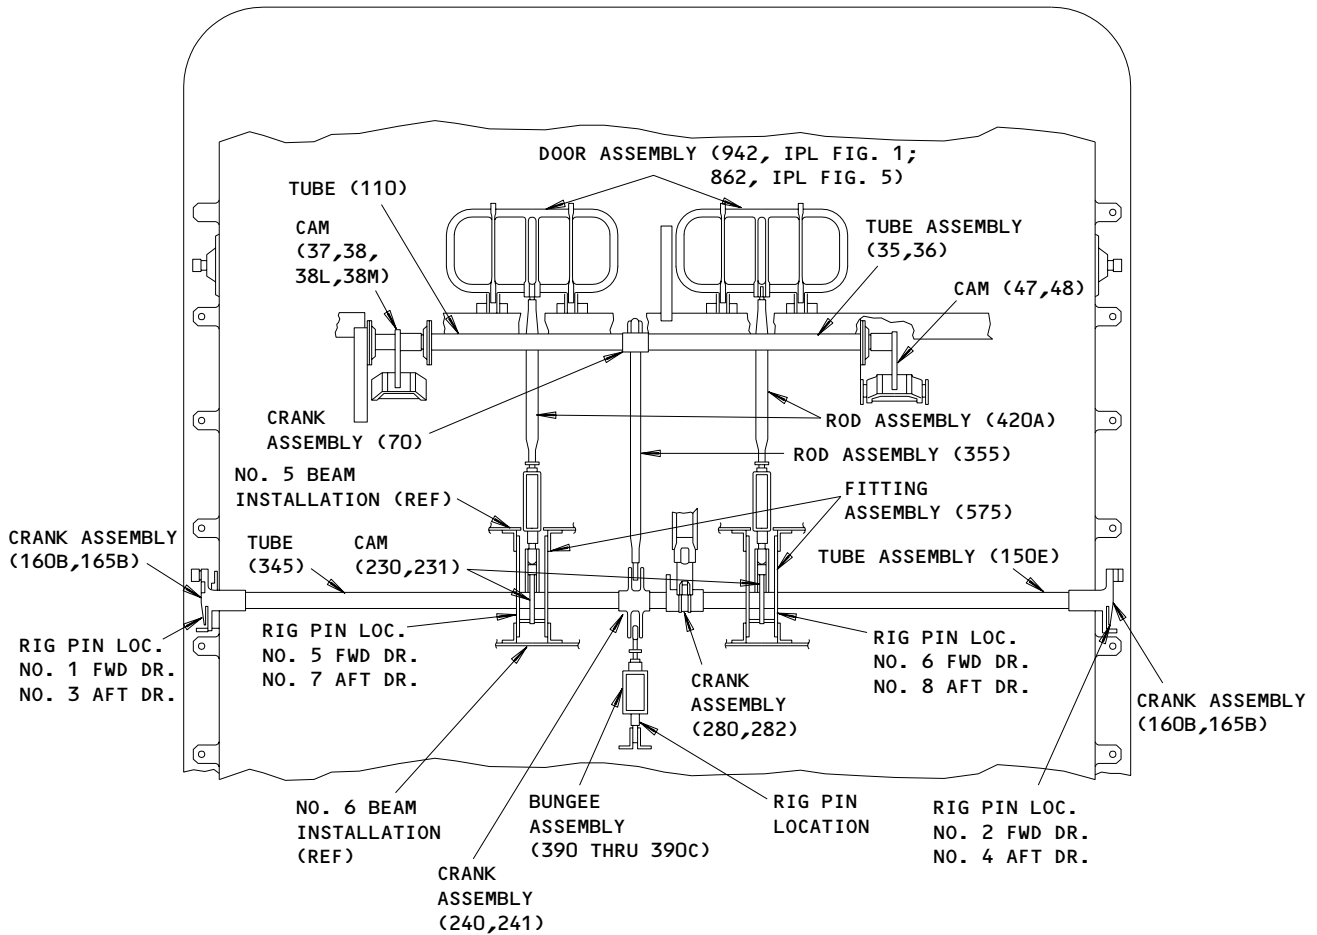 DOOR ASSEMBLY (942, IPL FIG. 1;
862, IPL FIG. 5)
TUBE (110)
CAM
(37,38,
38L,38M)
TUBE ASSEMBLY
(35,36)
CAM (47,48)
CRANK
ASSEMBLY (70)
ROD ASSEMBLY (420A)
ROD ASSEMBLY (355)
NO. 5 BEAM
INSTALLATION (REF)
FITTING
ASSEMBLY (575)
CRANK ASSEMBLY
(160B,165B)
TUBE
(345)
CAM
(230,231)
TUBE ASSEMBLY (150E)
RIG PIN LOC.
NO. 1 FWD DR.
NO. 3 AFT DR.
RIG PIN LOC.
NO. 5 FWD DR.
NO. 7 AFT DR.
RIG PIN LOC.
NO. 6 FWD DR.
NO. 8 AFT DR.
CRANK
ASSEMBLY
(280,282)
CRANK ASSEMBLY
(160B,165B)
NO. 6 BEAM
INSTALLATION
(REF)
BUNGEE
ASSEMBLY
(390 THRU 390C)
RIG PIN
LOCATION
RIG PIN LOC.
NO. 2 FWD DR.
NO. 4 AFT DR.
CRANK
ASSEMBLY
(240,241)